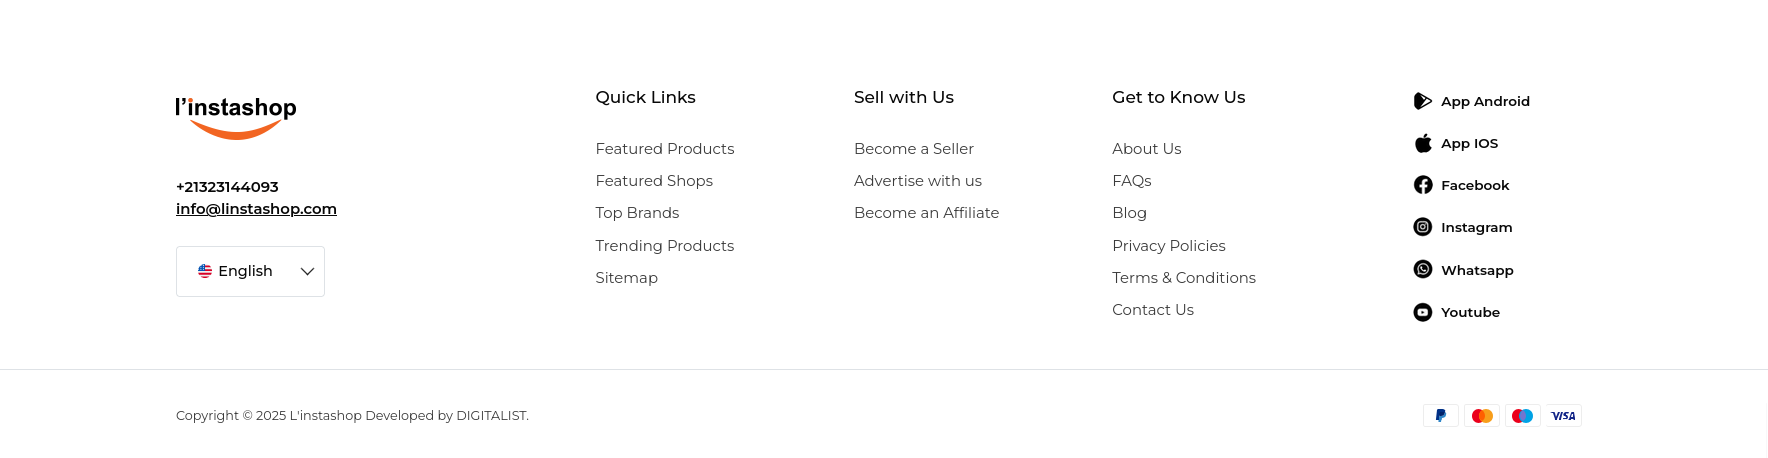 l'instashop
+21323144093
info@linstashop.com
English
Quick Links
Featured Products
Featured Shops
Top Brands
Trending Products
Sitemap
Sell with Us
Become a Seller
Advertise with us
Become an Affiliate
Get to Know Us
About Us
FAQs
Blog
Privacy Policies
Terms & Conditions
Contact Us
App Android
App IOS
Facebook
Instagram
Whatsapp
Youtube
Copyright © 2025 L'instashop Developed by DIGITALIST.
VISA